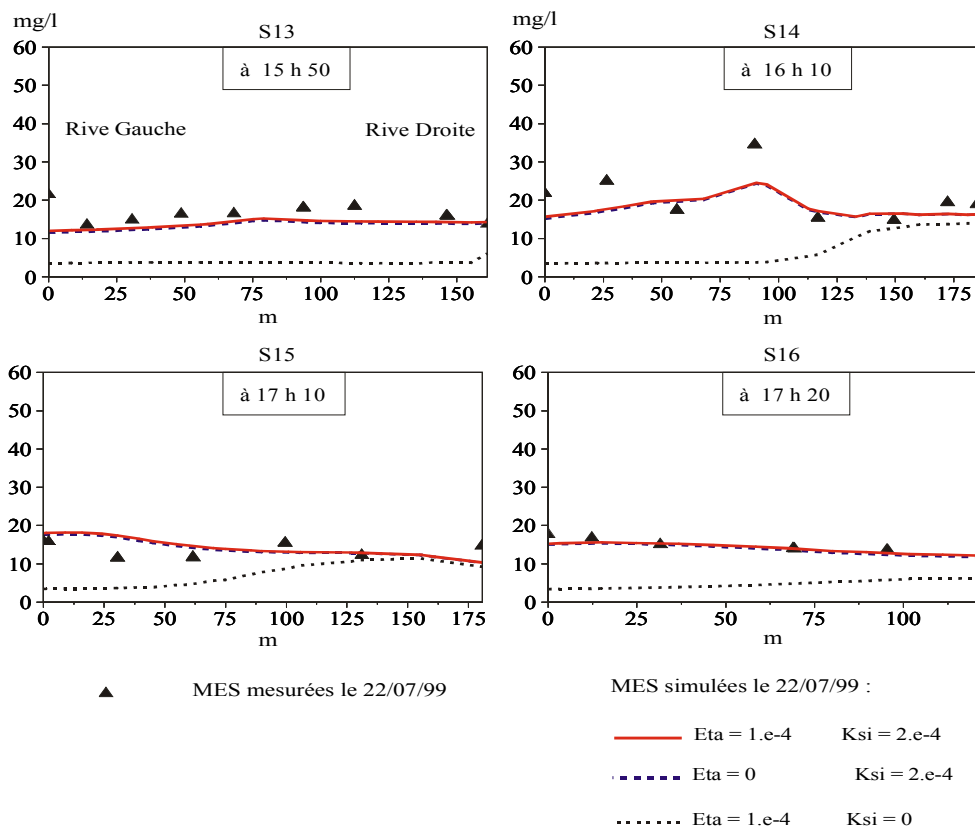 mg/l
S13
60
50
40
30
20
10
0
à 15 h 50
Rive Gauche
Rive Droite
0 25 50 75 100 125 150
m
mg/l
S14
60
50
40
30
20
10
0
à 16 h 10
0 25 50 75 100 125 150 175
m
S15
60
50
40
30
20
10
0
à 17 h 10
0 25 50 75 100 125 150 175
m
S16
60
50
40
30
20
10
0
à 17 h 20
0 25 50 75 100
m
MES mesurées le 22/07/99
MES simulées le 22/07/99 :
Eta = 1.e-4 Ksi = 2.e-4
Eta = 0 Ksi = 2.e-4
Eta = 1.e-4 Ksi = 0